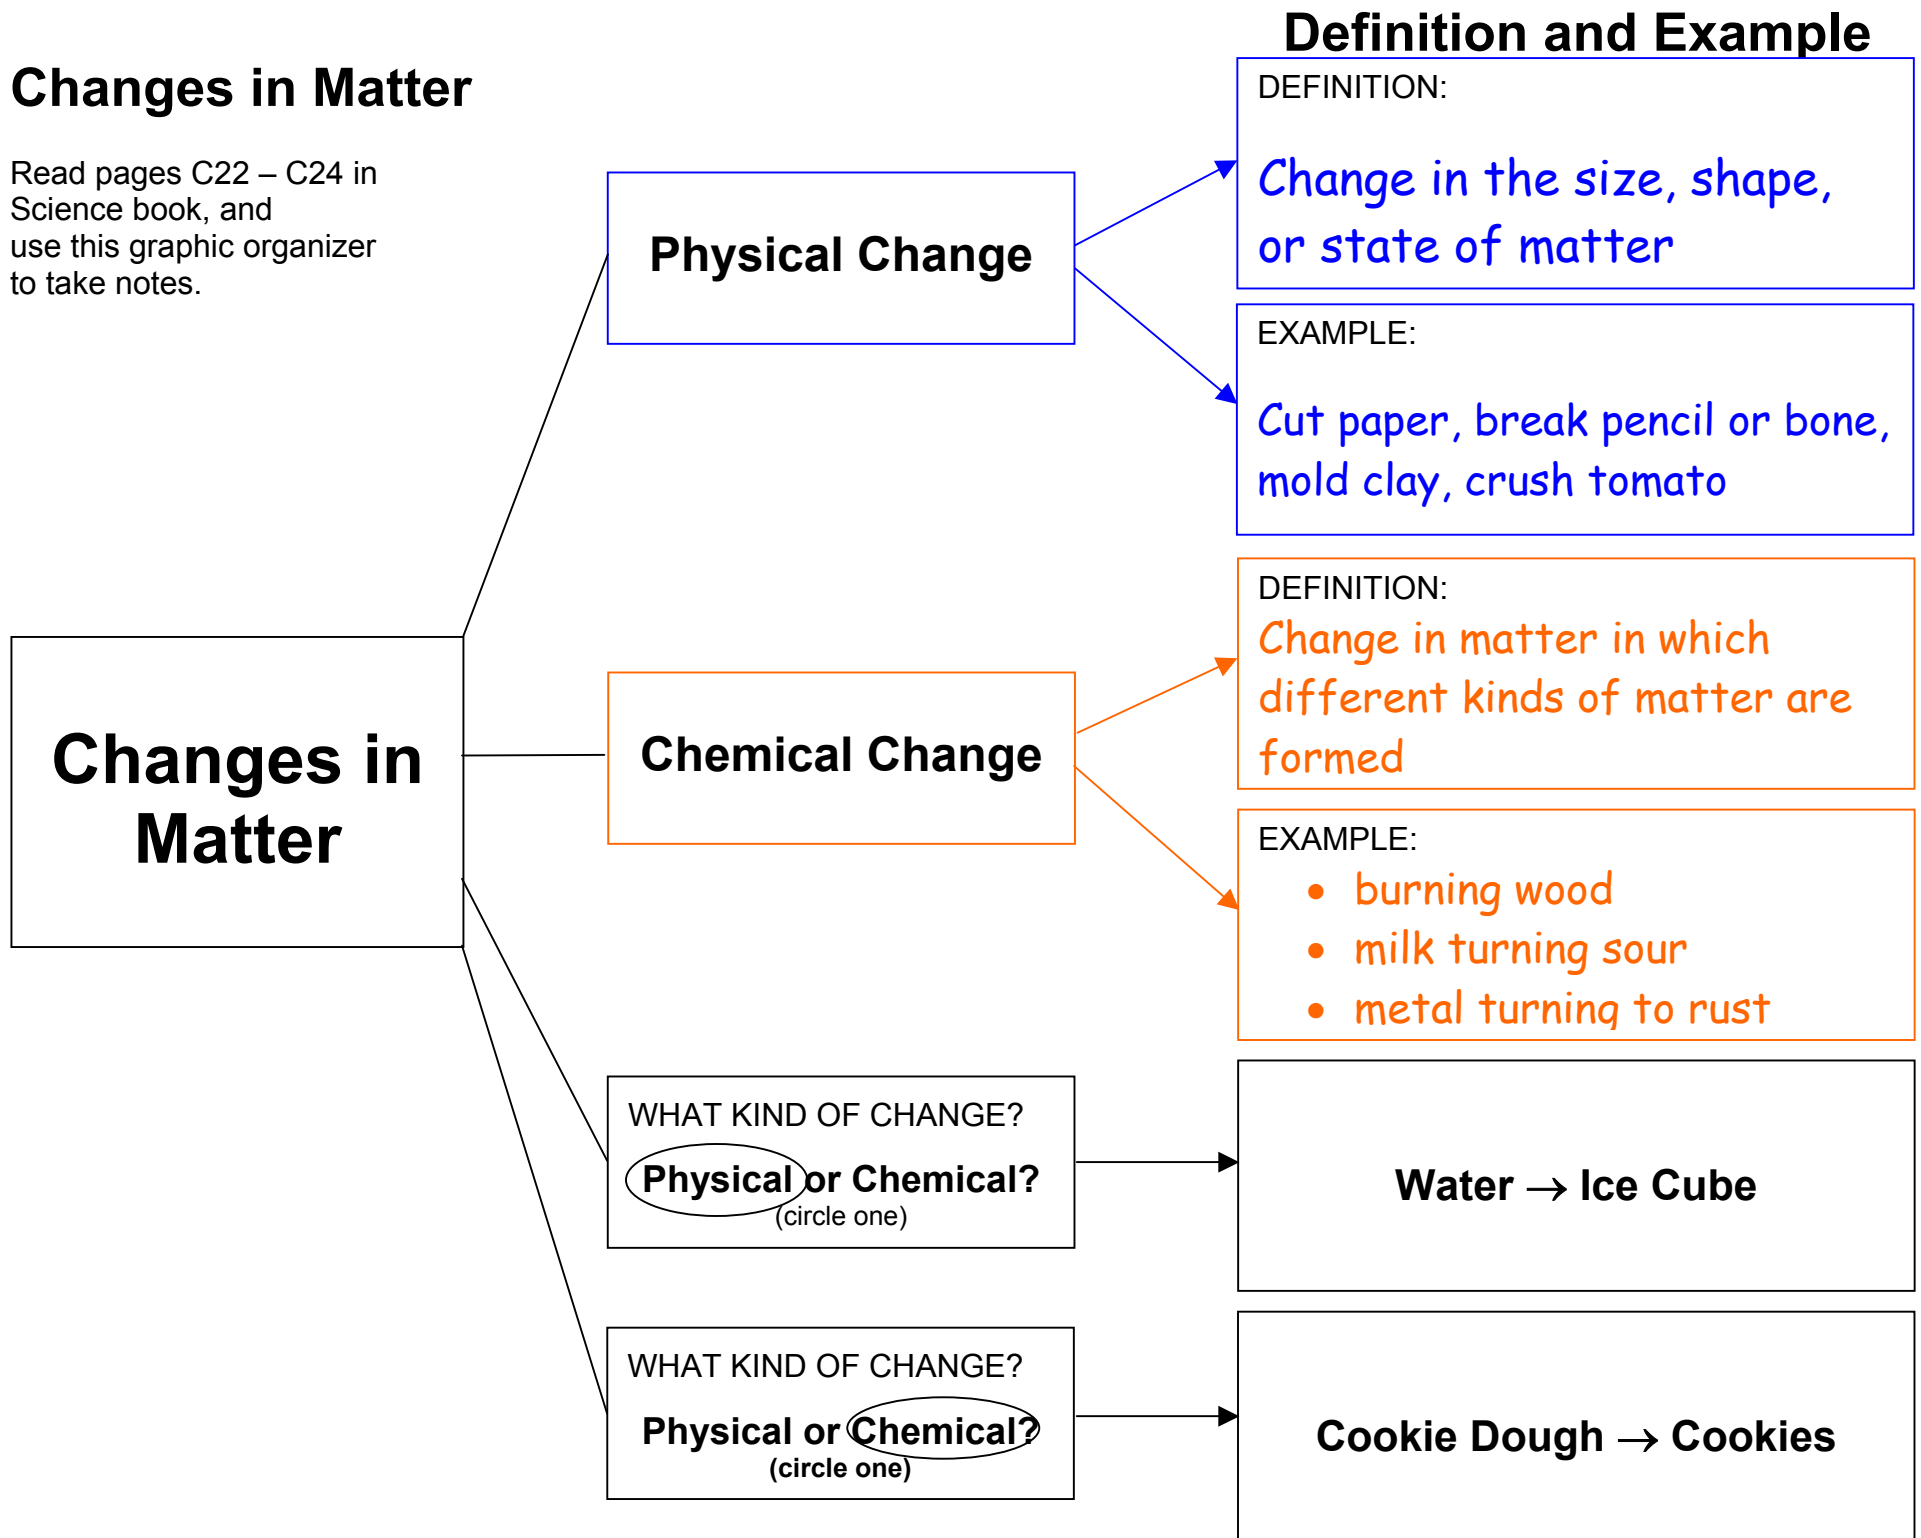 Definition and Example
Changes in Matter
Read pages C22 – C24 in
Science book, and
use this graphic organizer
to take notes.
Physical Change
DEFINITION:
Change in the size, shape,
or state of matter
EXAMPLE:
Cut paper, break pencil or bone,
mold clay, crush tomato
Changes in
Matter
Chemical Change
DEFINITION:
Change in matter in which
different kinds of matter are
formed
EXAMPLE:
• burning wood
• milk turning sour
• metal turning to rust
WHAT KIND OF CHANGE?
Physical or Chemical?
(circle one)
Water → Ice Cube
WHAT KIND OF CHANGE?
Physical or Chemical?
(circle one)
Cookie Dough → Cookies